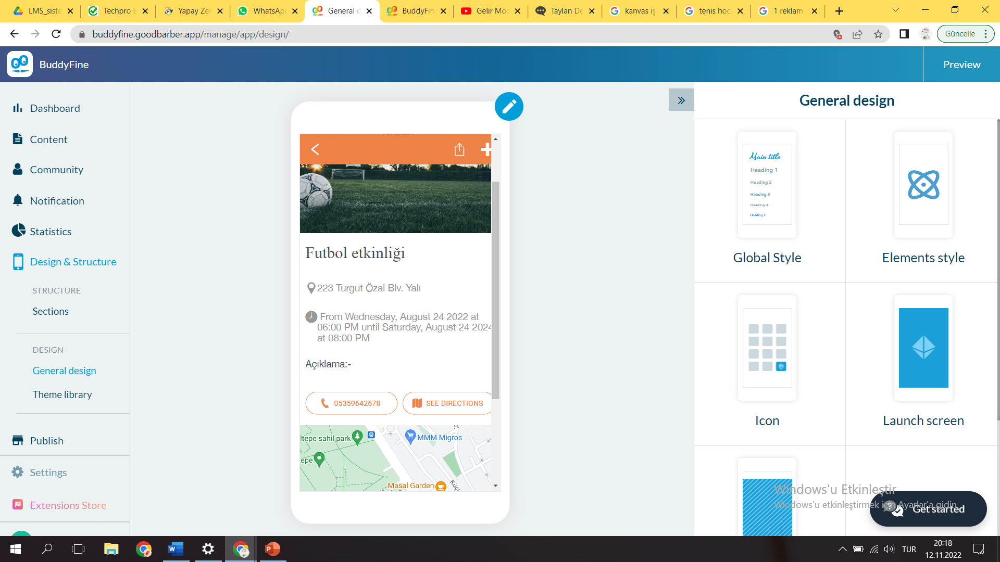 LMS_siste
Techpro E
Yapay Zek
WhatsApp
General d
BuddyFin
Gelir Mod
Taylan De
kanvas iş
tenis hoc
1 reklam
buddyfine.goodbarber.app/manage/app/design/
Güncelle
BuddyFine
Preview
Dashboard
Content
Community
Notification
Statistics
Design & Structure
STRUCTURE
Sections
DESIGN
General design
Theme library
Publish
Settings
Extensions Store
Futbol etkinliği
223 Turgut Özal Blv. Yalı
From Wednesday, August 24 2022 at
06:00 PM until Saturday, August 24 2024
at 08:00 PM
Açıklama:-
05359642678
SEE DIRECTIONS
ltepe sahil park
MMM Migros
epe
Masal Garden
Küçü
General design
Main title
Heading 1
Heading 2
Heading 3
Heading 4
Heading 5
Global Style
Elements style
Icon
Launch screen
Windows'u Etkinleştir
Windows'u etkinleştirmek için Ayarlar'a gidin.
Get started
TUR
20:18
12.11.2022